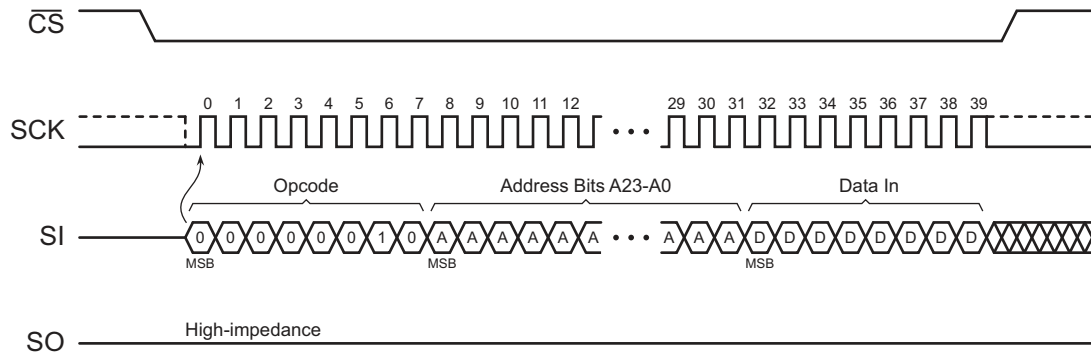 CS
0 1 2 3 4 5 6 7 8 9 10 11 12 29 30 31 32 33 34 35 36 37 38 39
SCK
Opcode Address Bits A23-A0 Data In
SI 0 0 0 0 0 0 1 0 A A A A A A A A A D D D D D D D D
MSB MSB MSB
High-impedance
SO